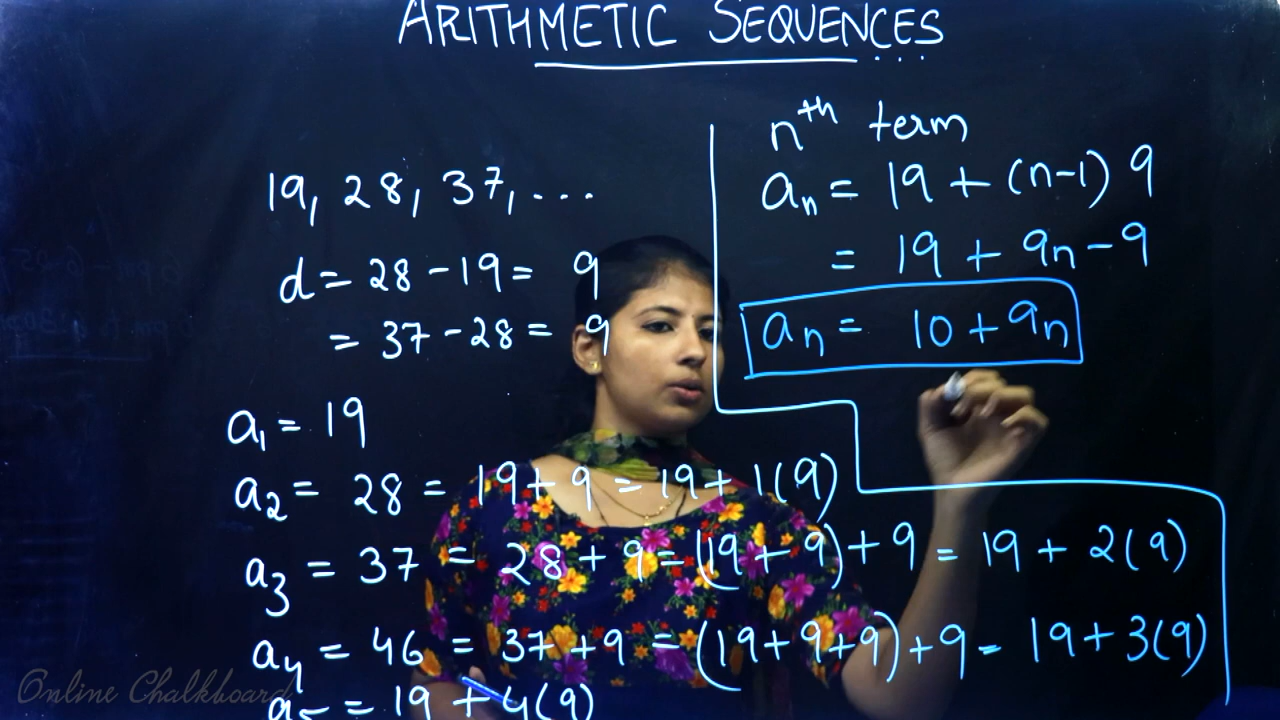 ARITHMETIC SEQUENCES
19, 28, 37, ...
d = 28 - 19 = 9
= 37 - 28 = 9
a₁ = 19
a₂ = 28 = 19 + 9 = 19 + 1(9)
a₃ = 37 = 28 + 9 = (19 + 9) + 9 = 19 + 2(9)
a₄ = 46 = 37 + 9 = (19 + 9 + 9) + 9 = 19 + 3(9)
a₅ = 19 + 4(9)
nᵗʰ term
aₙ = 19 + (n-1) 9
= 19 + 9n - 9
aₙ = 10 + 9n
Online Chalkboard